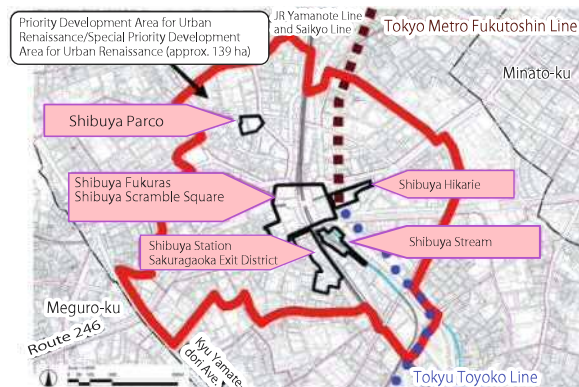 Priority Development Area for Urban
Renaissance/Special Priority Development
Area for Urban Renaissance (approx. 139 ha)
JR Yamanote Line
and Saikyo Line
Tokyo Metro Fukutoshin Line
Minato-ku
Shibuya Parco
Shibuya Fukuras
Shibuya Scramble Square
Shibuya Hikarie
Shibuya Station
Sakuragaoka Exit District
Shibuya Stream
Meguro-ku
Route 246
Kyu Yamate
dori Ave.
Tokyu Toyoko Line